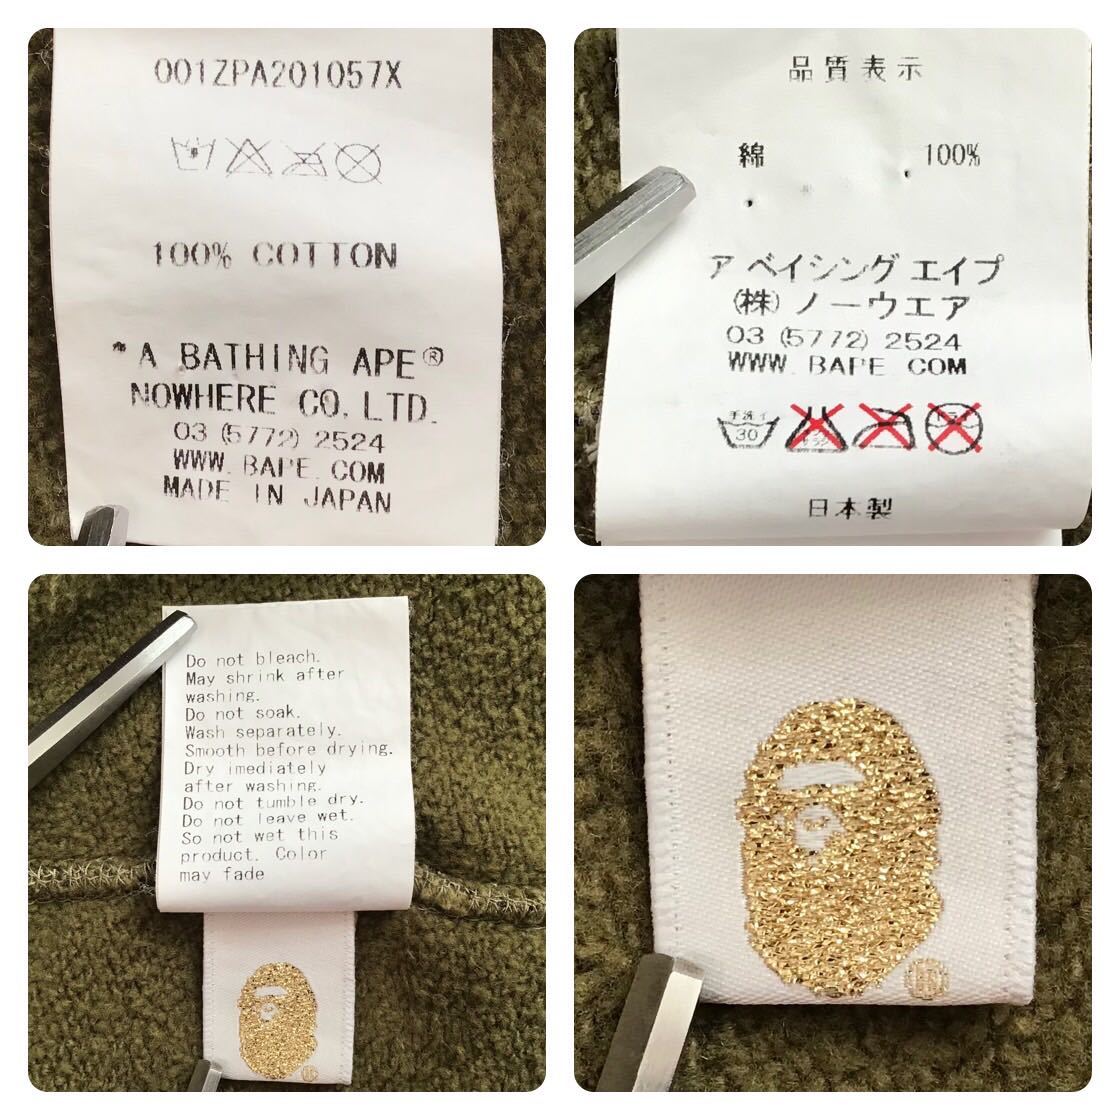 001ZPA201057X
100% COTTON
"A BATHING APE®
NOWHERE CO, LTD.
03 (5772) 2524
WWW. BAPE. COM
MADE IN JAPAN
品質表示
綿 100%
ア ベイシング エイプ
(株) ノーウエア
03 (5772) 2524
WWW. BAPE. COM
手洗イ
30
日本製
Do not bleach.
May shrink after
washing.
Do not soak.
Wash separately.
Smooth before drying.
Dry imediately
after washing.
Do not tumble dry.
Do not leave wet.
So not wet this
product. Color
may fade